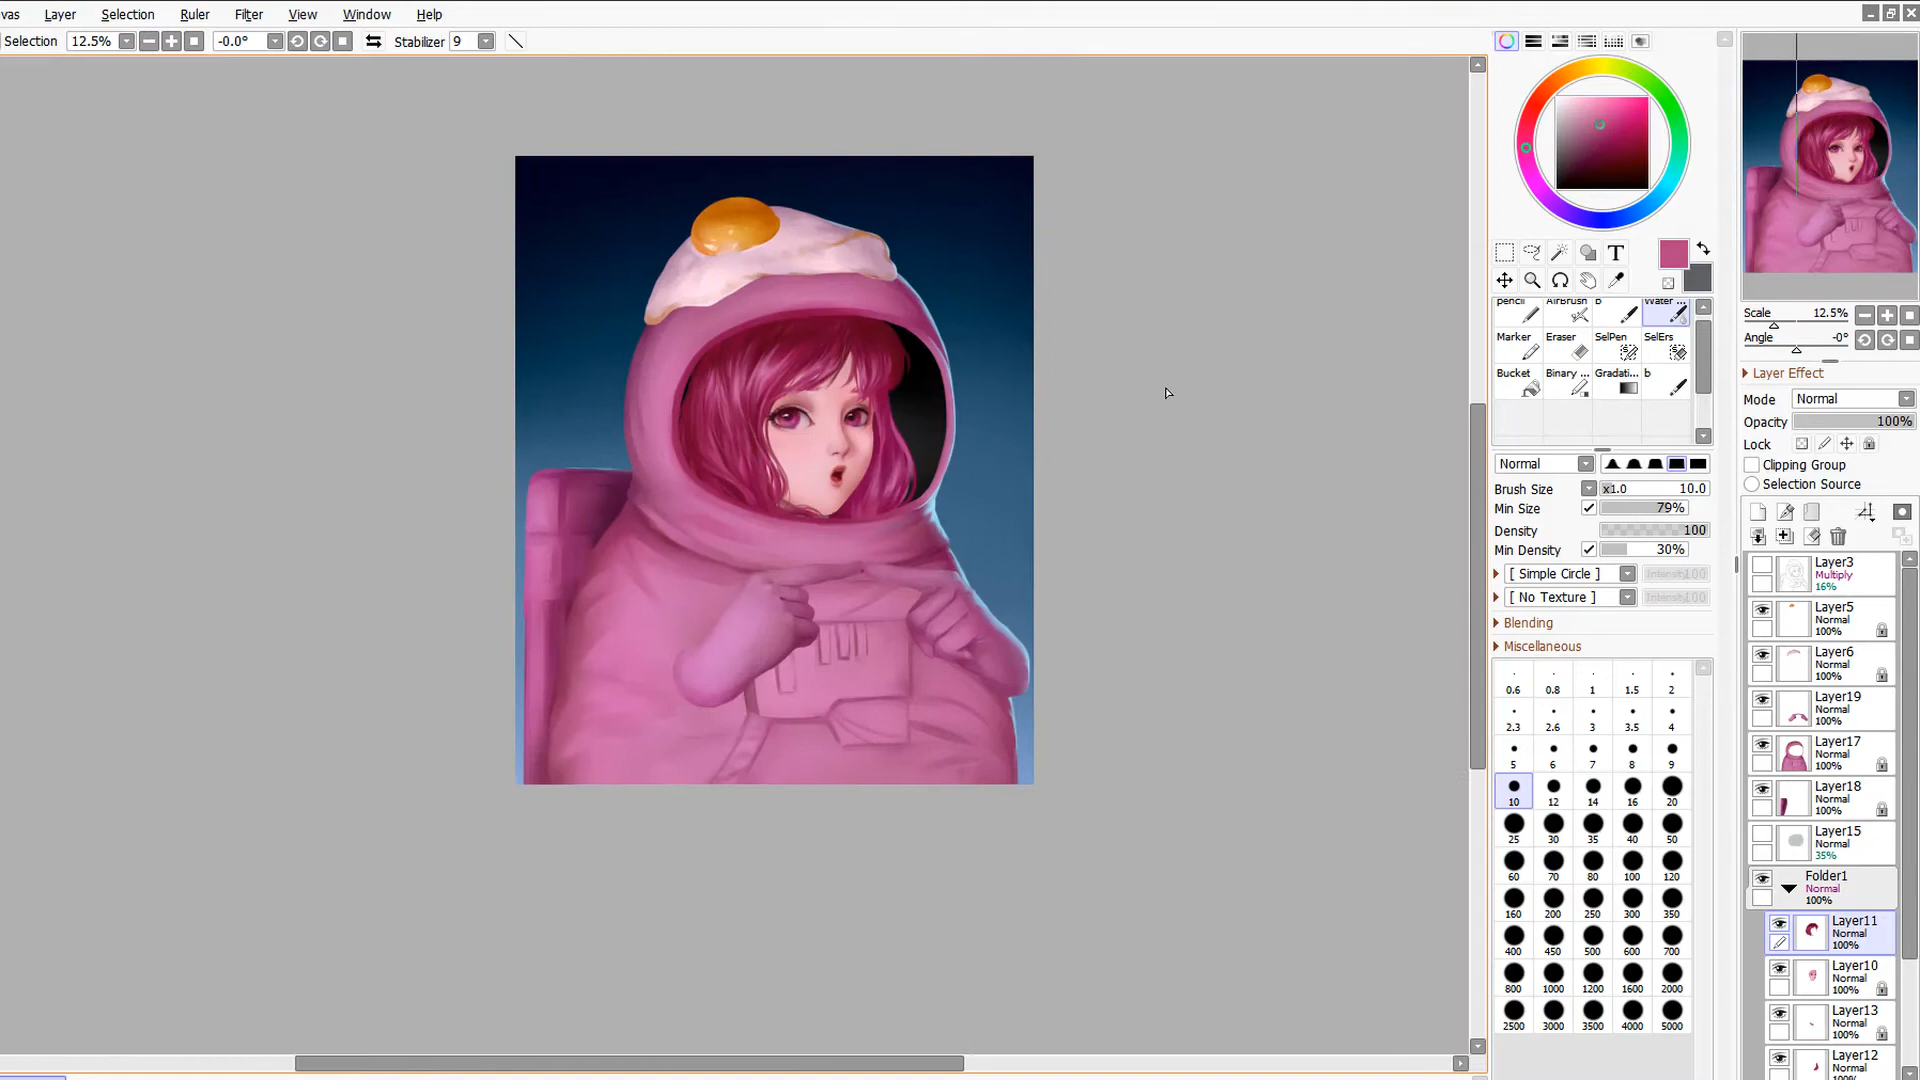 vas Layer Selection Ruler Filter View Window Help
Selection 12.5% -0.0° Stabilizer 9
T
Scale 12.5%
Angle -0°
pencil AirBrush b Water ...
Marker Eraser SelPen SelErs
Bucket Binary ... Gradati... b
Layer Effect
Mode Normal
Opacity 100%
Lock
Clipping Group
Selection Source
Normal
Brush Size x1.0 10.0
Min Size 79%
Density 100
Min Density 30%
[ Simple Circle ] Intensity100
[ No Texture ] Intensity100
Blending
Miscellaneous
0.6 0.8 1 1.5 2
2.3 2.6 3 3.5 4
5 6 7 8 9
10 12 14 16 20
25 30 35 40 50
60 70 80 100 120
160 200 250 300 350
400 450 500 600 700
800 1000 1200 1600 2000
2500 3000 3500 4000 5000
Layer3
Multiply
16%
Layer5
Normal
100%
Layer6
Normal
100%
Layer19
Normal
100%
Layer17
Normal
100%
Layer18
Normal
100%
Layer15
Normal
35%
Folder1
Normal
100%
Layer11
Normal
100%
Layer10
Normal
100%
Layer13
Normal
100%
Layer12
Normal
100%